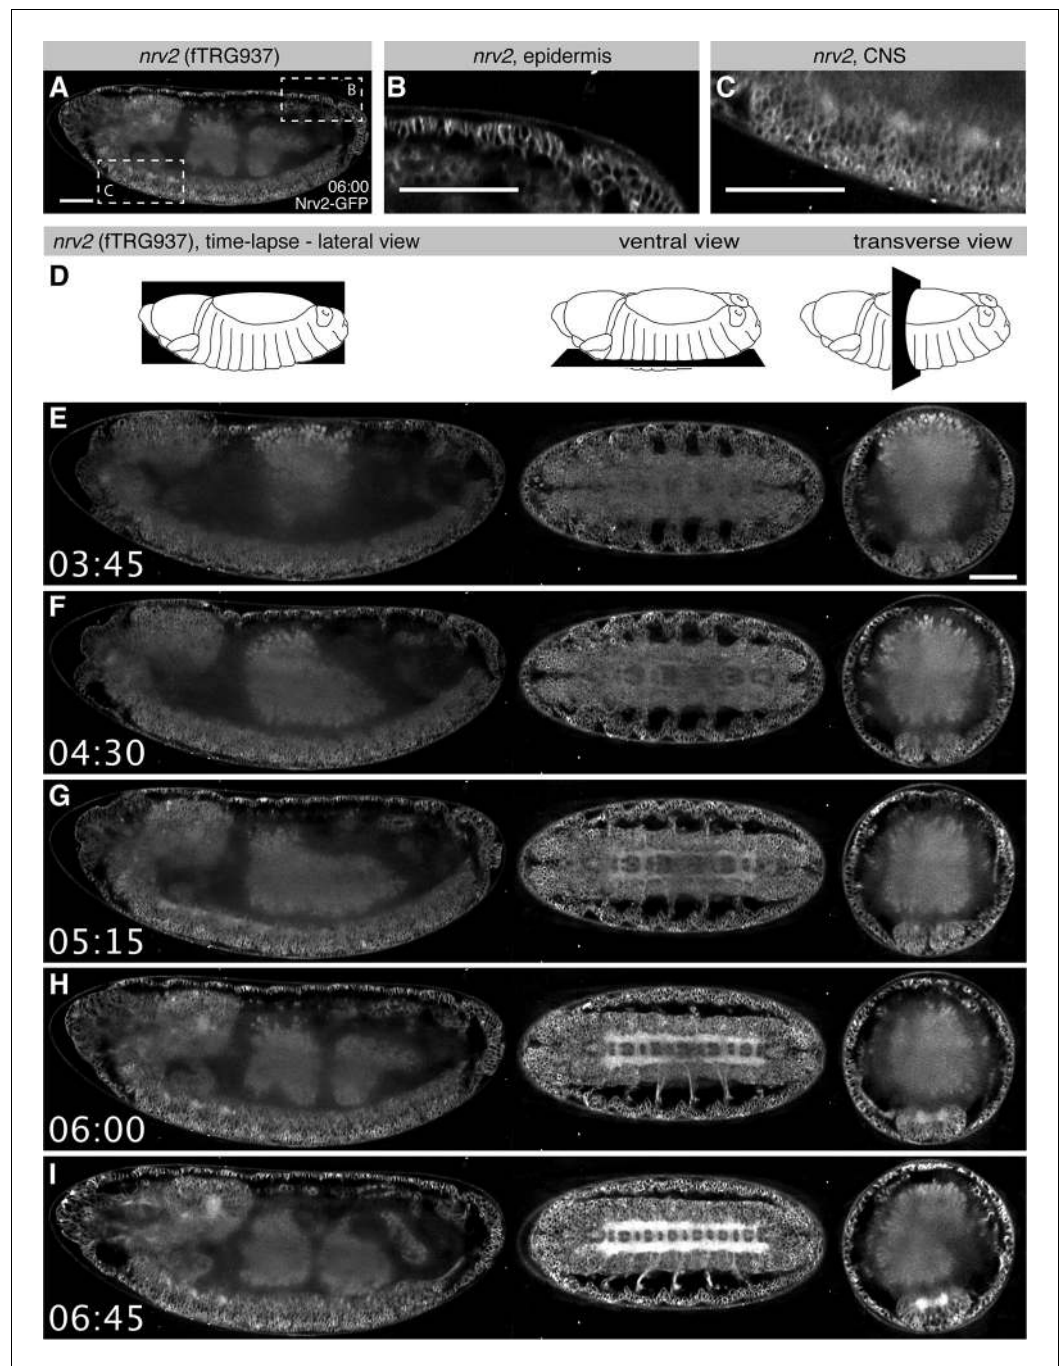 nrv2 (fTRG937)
nrv2, epidermis
nrv2, CNS
A
B
C
B
C
06:00
Nrv2-GFP
nrv2 (fTRG937), time-lapse - lateral view
ventral view
transverse view
D
E
03:45
F
04:30
G
05:15
H
06:00
I
06:45